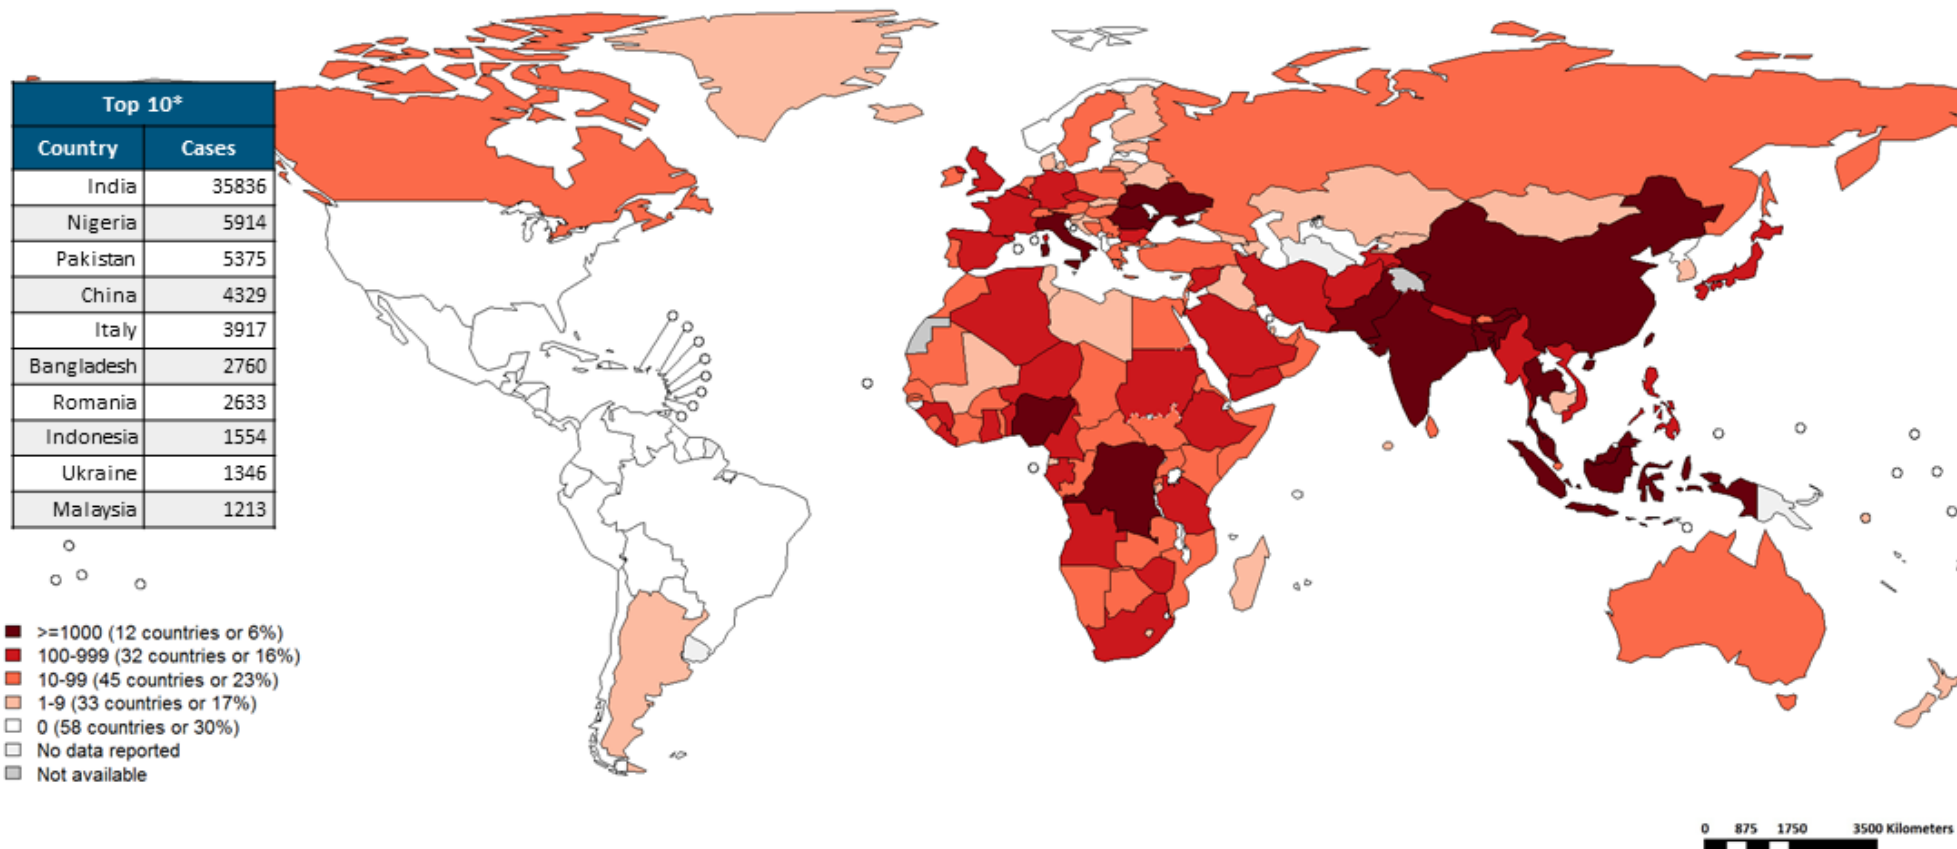 Top 10*
Country Cases
India 35836
Nigeria 5914
Pakistan 5375
China 4329
Italy 3917
Bangladesh 2760
Romania 2633
Indonesia 1554
Ukraine 1346
Malaysia 1213
>=1000 (12 countries or 6%)
100-999 (32 countries or 16%)
10-99 (45 countries or 23%)
1-9 (33 countries or 17%)
0 (58 countries or 30%)
No data reported
Not available
0 875 1750 3500 Kilometers